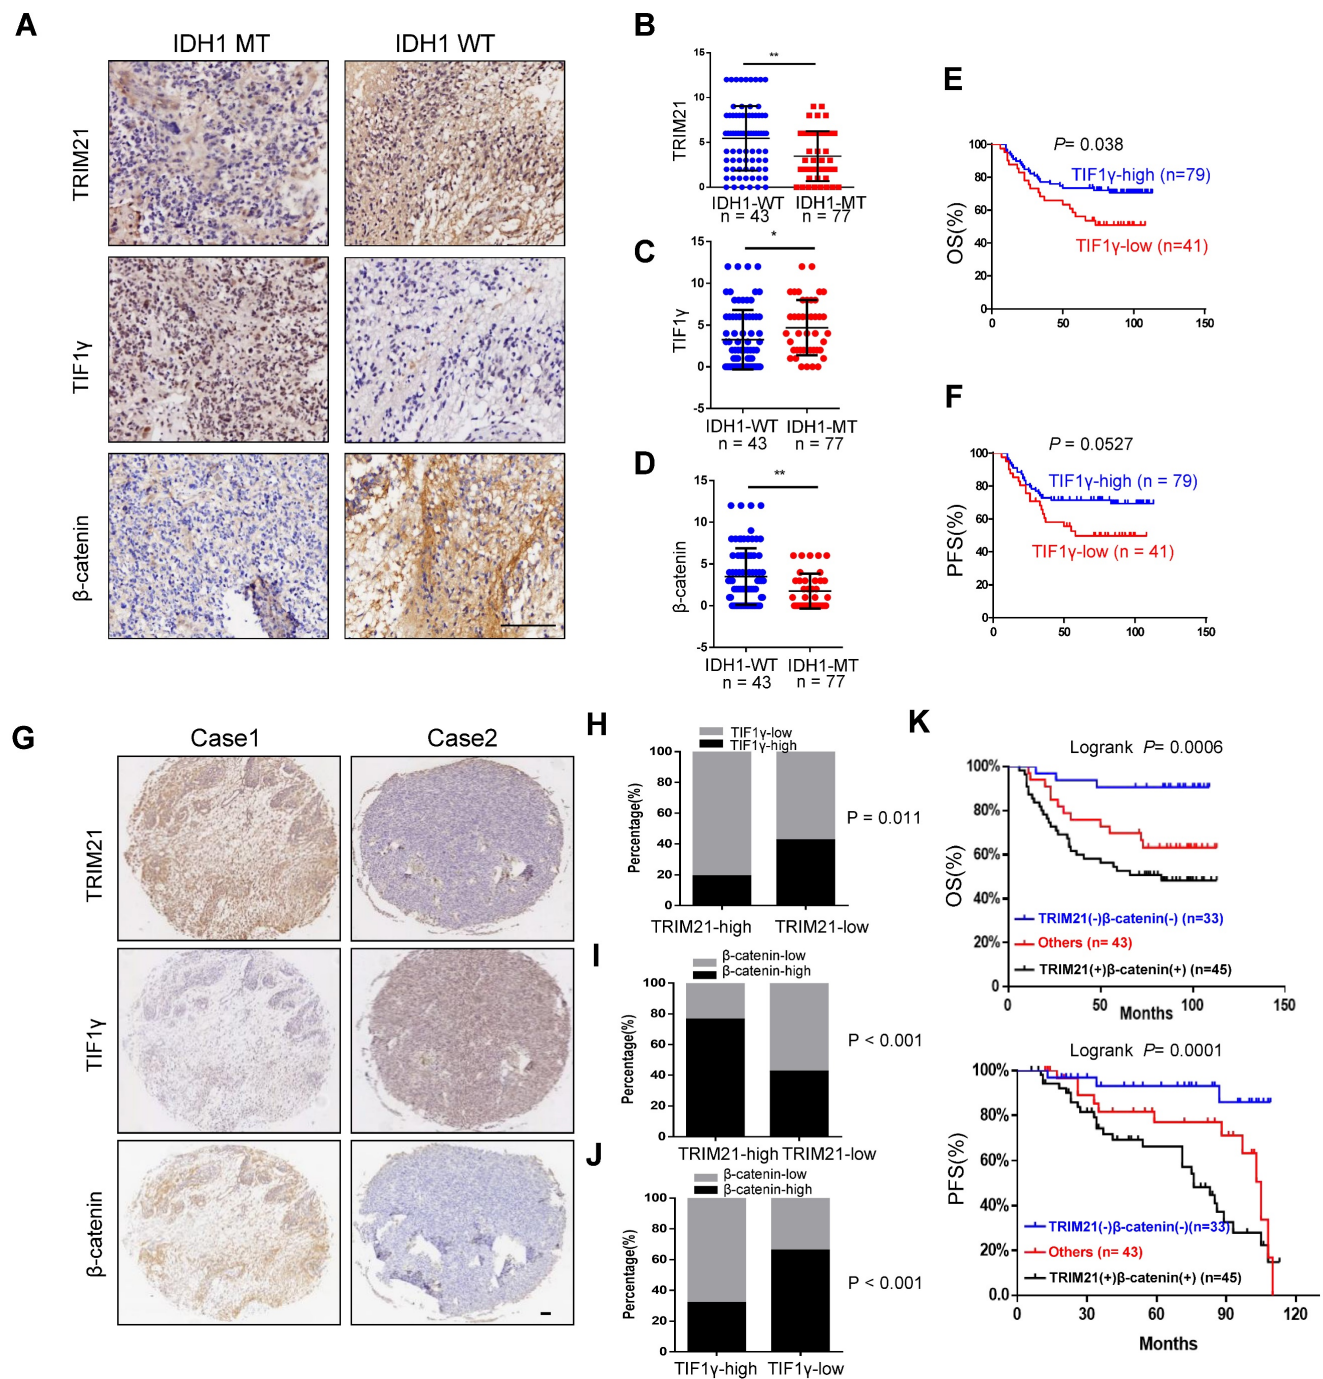 A
IDH1 MT
IDH1 WT
TRIM21
TIF1γ
β-catenin
B
15
10
5
0
TRIM21
**
IDH1-WT
n = 43
IDH1-MT
n = 77
C
15
10
5
0
-5
TIF1γ
*
IDH1-WT
n = 43
IDH1-MT
n = 77
D
15
10
5
0
-5
β-catenin
**
IDH1-WT
n = 43
IDH1-MT
n = 77
E
P= 0.038
100
80
60
40
20
0
OS(%)
TIF1γ-high (n=79)
TIF1γ-low (n=41)
0
50
100
150
F
P = 0.0527
100
80
60
40
20
0
PFS(%)
TIF1γ-high (n = 79)
TIF1γ-low (n = 41)
0
50
100
150
G
Case1
Case2
TRIM21
TIF1γ
β-catenin
H
TIF1γ-low
TIF1γ-high
100
80
60
40
20
0
Percentage(%)
P = 0.011
TRIM21-high
TRIM21-low
I
β-catenin-low
β-catenin-high
100
80
60
40
20
0
Percentage(%)
P < 0.001
TRIM21-high
TRIM21-low
J
β-catenin-low
β-catenin-high
100
80
60
40
20
0
Percentage(%)
P < 0.001
TIF1γ-high
TIF1γ-low
K
Logrank P= 0.0006
100%
80%
60%
40%
20%
0
OS(%)
TRIM21(-)β-catenin(-) (n=33)
Others (n= 43)
TRIM21(+)β-catenin(+) (n=45)
0
50
100
150
Months
Logrank P= 0.0001
100%
80%
60%
40%
20%
0.0
PFS(%)
TRIM21(-)β-catenin(-)(n=33)
Others (n= 43)
TRIM21(+)β-catenin(+) (n=45)
0
30
60
90
120
Months